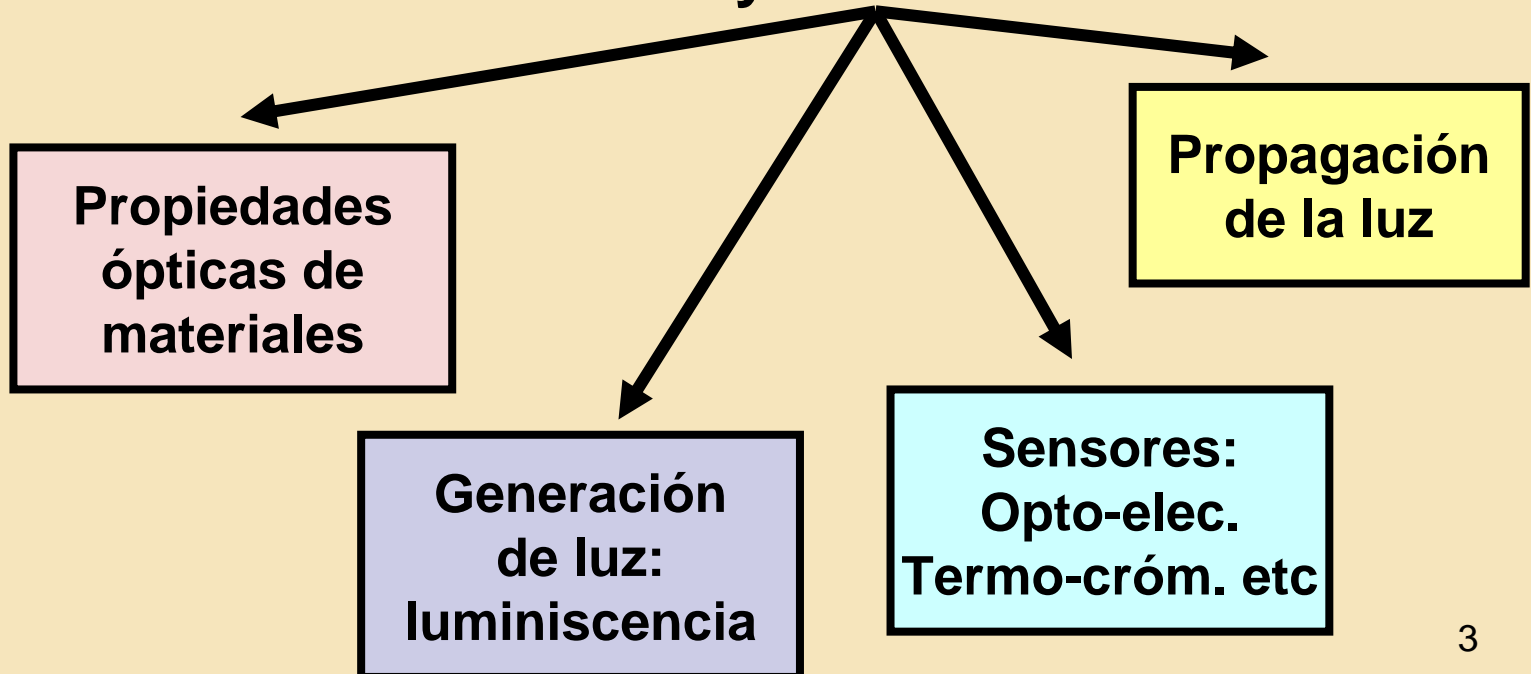 Propiedades
ópticas de
materiales
Generación
de luz:
luminiscencia
Sensores:
Opto-elec.
Termo-cróm. etc
Propagación
de la luz
3